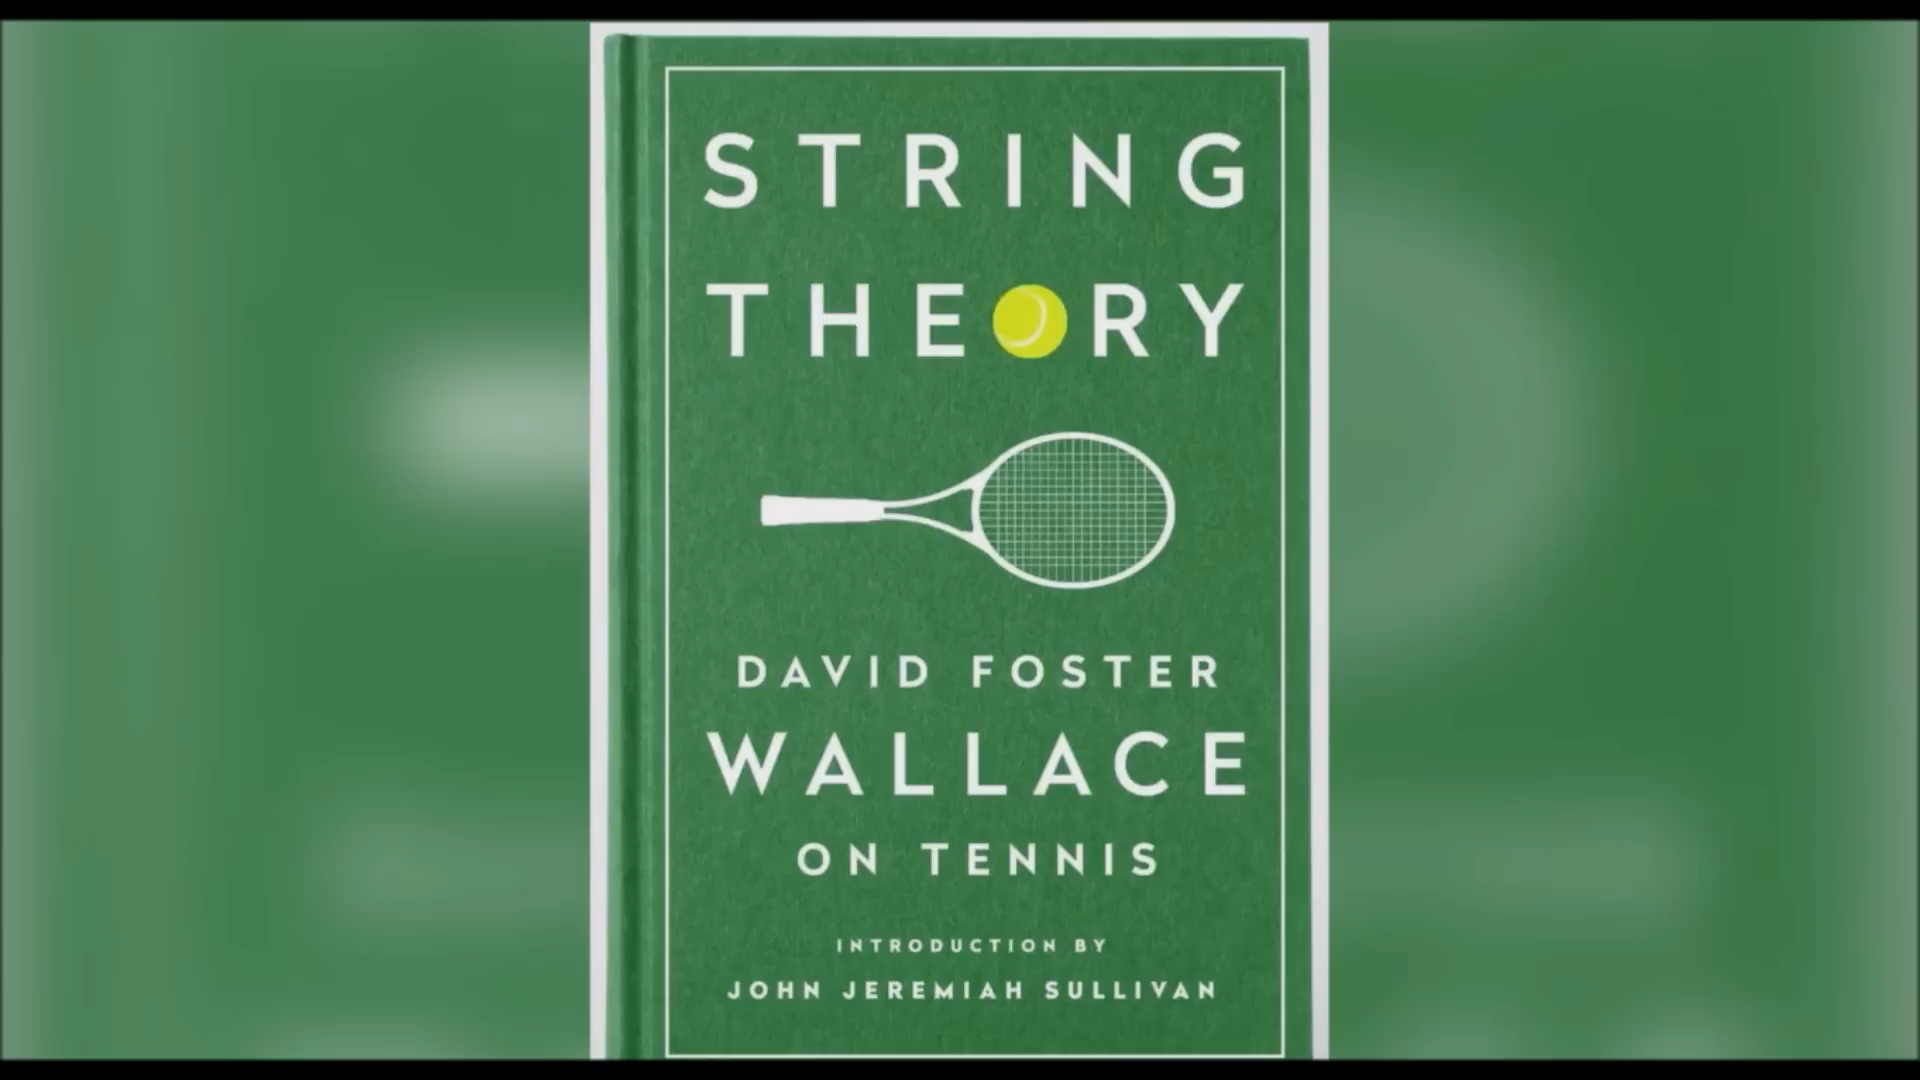 STRING
THEORY
DAVID FOSTER
WALLACE
ON TENNIS
INTRODUCTION BY
JOHN JEREMIAH SULLIVAN